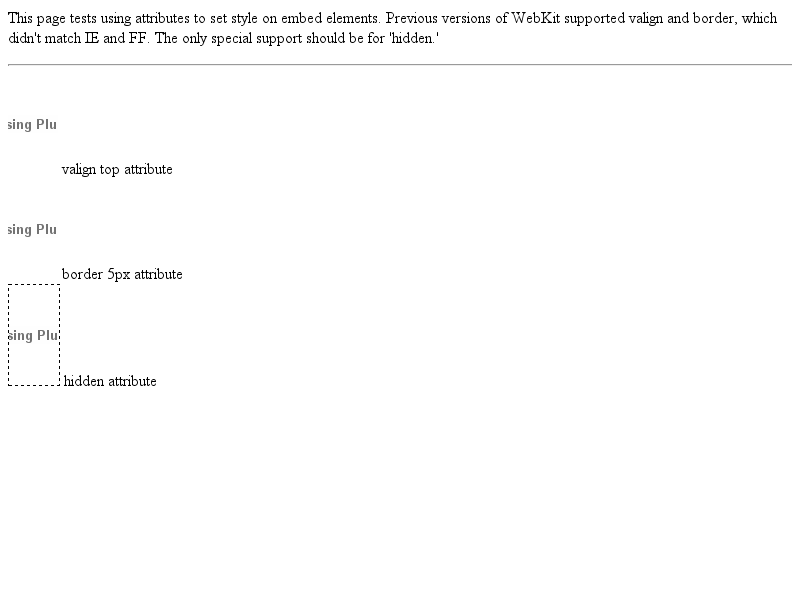 This page tests using attributes to set style on embed elements. Previous versions of WebKit supported valign and border, which
didn't match IE and FF. The only special support should be for 'hidden.'
sing Plu
valign top attribute
sing Plu
border 5px attribute
sing Plu
hidden attribute